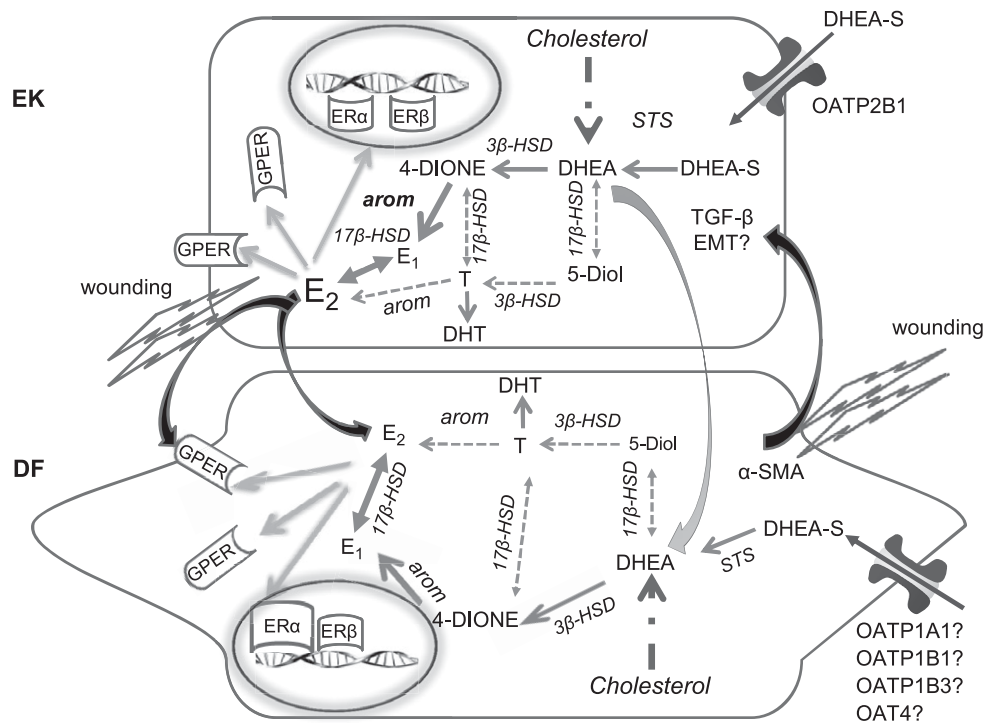 DHEA-S
Cholesterol
EK
OATP2B1
ERα
ERβ
STS
GPER
3β-HSD
4-DIONE
DHEA
DHEA-S
arom
17β-HSD
17β-HSD
TGF-β
EMT?
17β-HSD
GPER
E1
5-Diol
wounding
E2
T
arom
3β-HSD
DHT
wounding
DHT
arom
3β-HSD
E2
T
5-Diol
GPER
DF
α-SMA
17β-HSD
17β-HSD
17β-HSD
DHEA-S
E1
GPER
DHEA
STS
arom
4-DIONE
3β-HSD
ERα
ERβ
OATP1A1?
OATP1B1?
OATP1B3?
OAT4?
Cholesterol